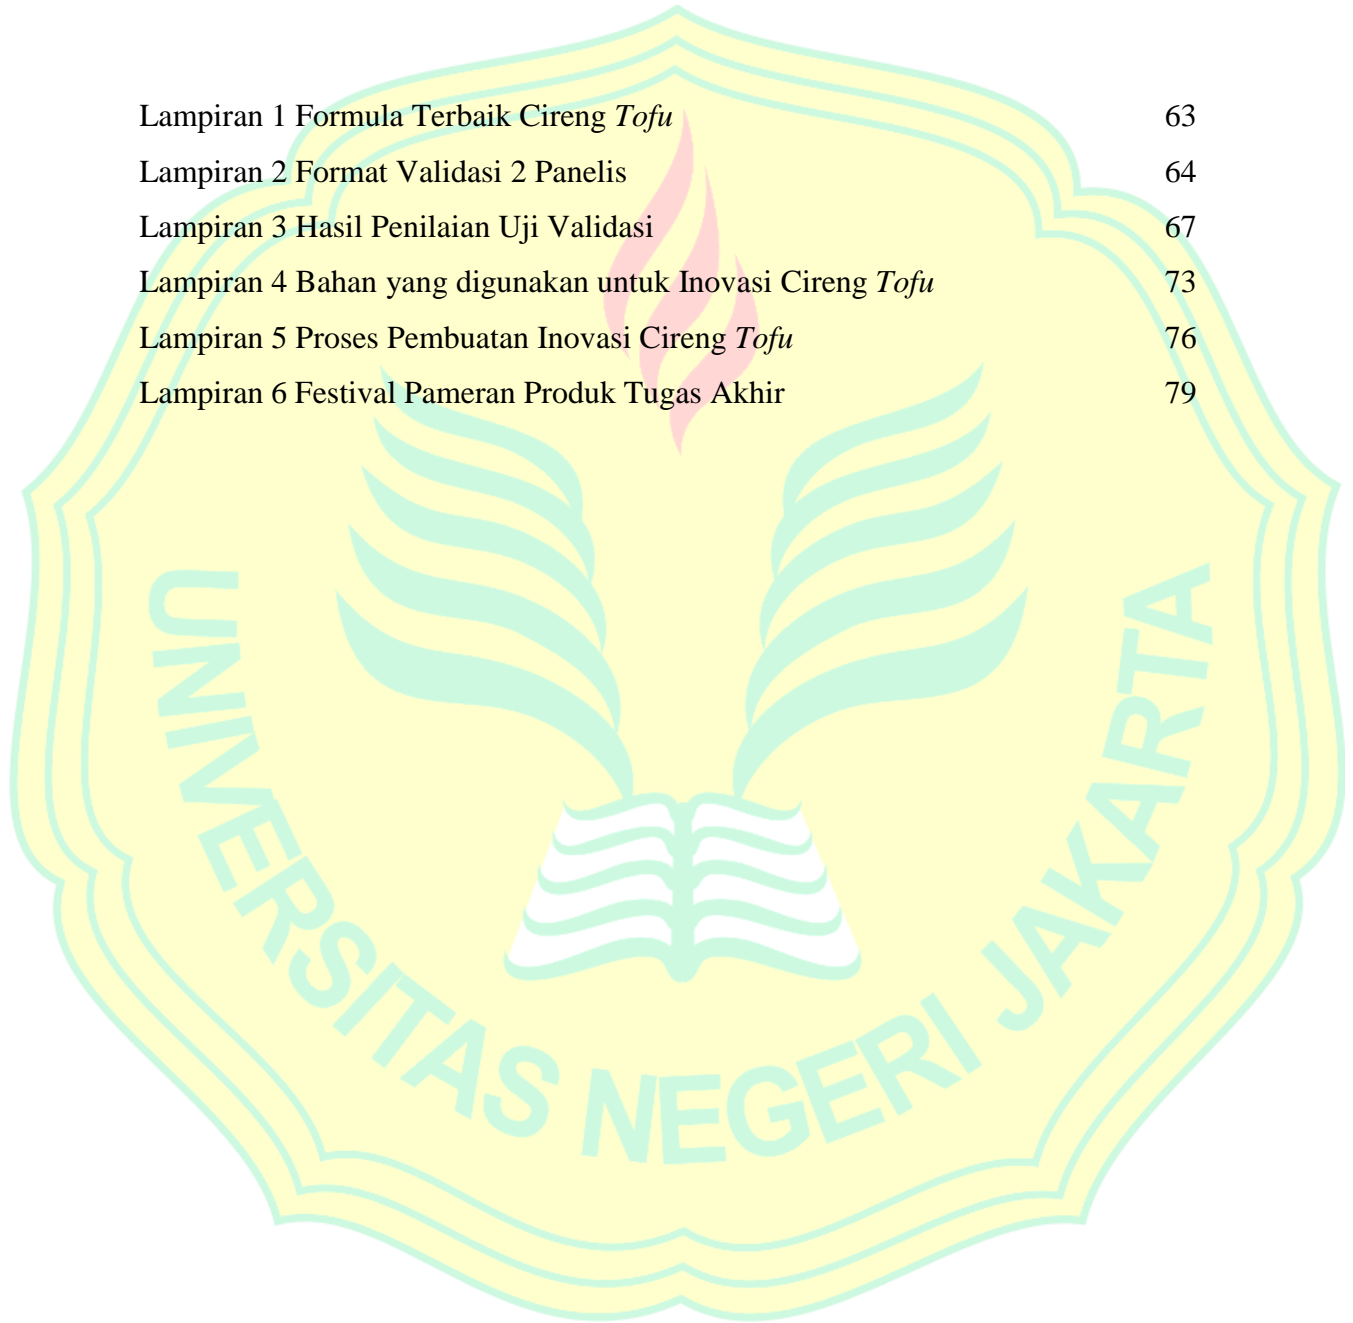 Lampiran 1 Formula Terbaik Cireng Tofu 63
Lampiran 2 Format Validasi 2 Panelis 64
Lampiran 3 Hasil Penilaian Uji Validasi 67
Lampiran 4 Bahan yang digunakan untuk Inovasi Cireng Tofu 73
Lampiran 5 Proses Pembuatan Inovasi Cireng Tofu 76
Lampiran 6 Festival Pameran Produk Tugas Akhir 79
UNIVERSITAS NEGERI JAKARTA